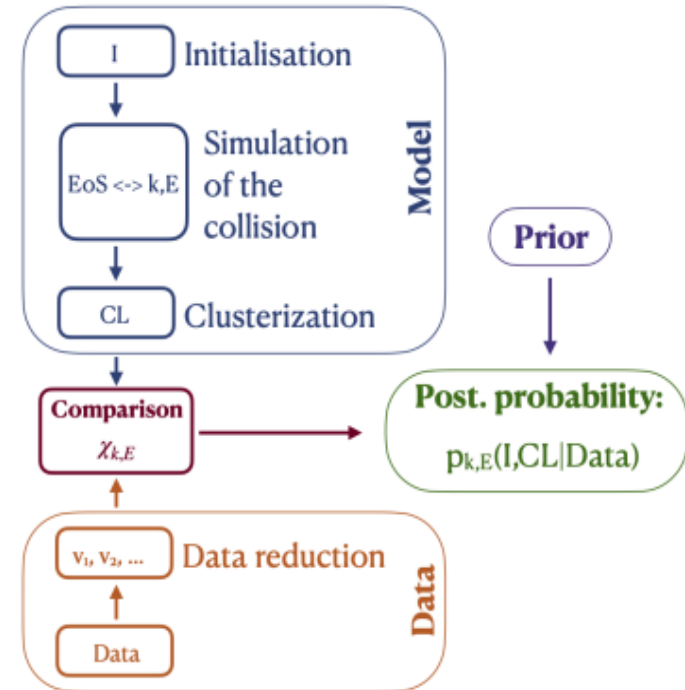 I
Initialisation
EoS <-> k,E
Simulation
of the
collision
Model
CL
Clusterization
Prior
Comparison
χk,E
Post. probability:
pk,E(I,CL|Data)
v₁, v₂, ...
Data reduction
Data
Data